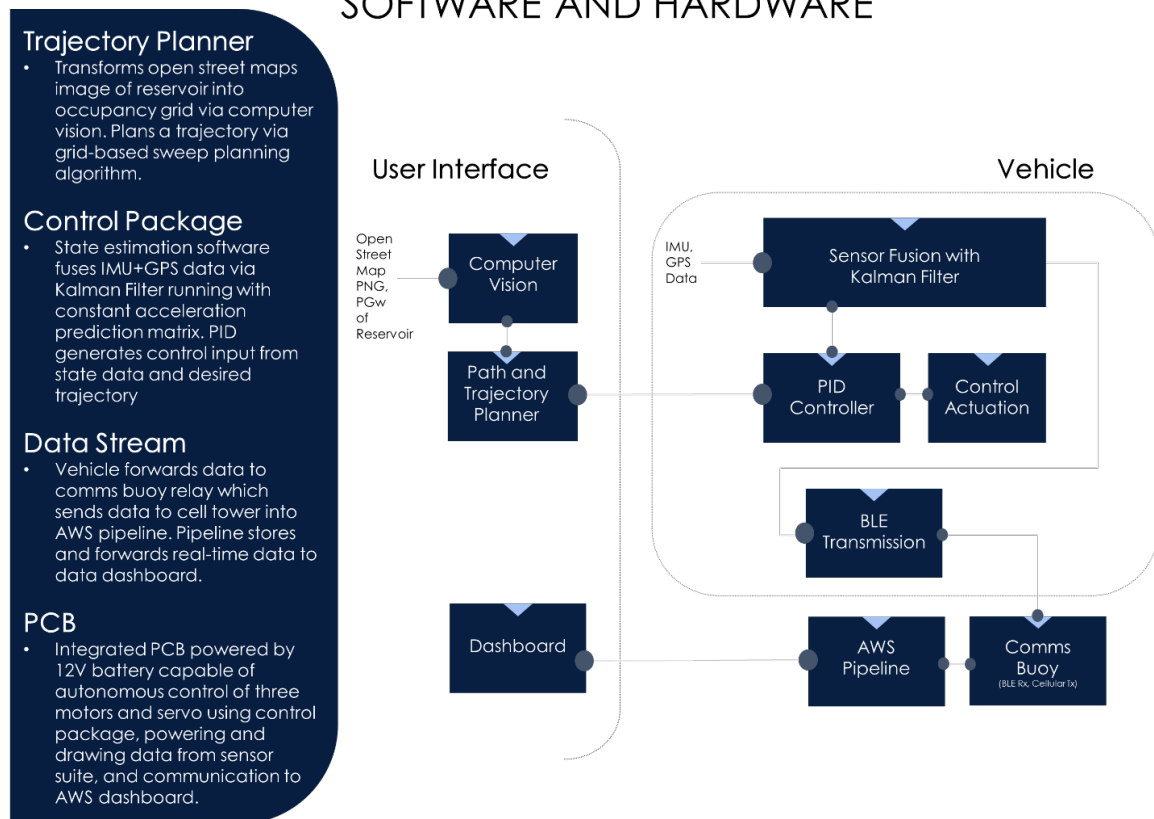 SOFTWARE AND HARDWARE
Trajectory Planner
• Transforms open street maps
image of reservoir into
occupancy grid via computer
vision. Plans a trajectory via
grid-based sweep planning
algorithm.
Control Package
• State estimation software
fuses IMU+GPS data via
Kalman Filter running with
constant acceleration
prediction matrix. PID
generates control input from
state data and desired
trajectory
Data Stream
• Vehicle forwards data to
comms buoy relay which
sends data to cell tower into
AWS pipeline. Pipeline stores
and forwards real-time data to
data dashboard.
PCB
• Integrated PCB powered by
12V battery capable of
autonomous control of three
motors and servo using control
package, powering and
drawing data from sensor
suite, and communication to
AWS dashboard.
User Interface
Open
Street
Map
PNG,
PGw
of
Reservoir
Computer
Vision
Path and
Trajectory
Planner
Dashboard
Vehicle
IMU,
GPS
Data
Sensor Fusion with
Kalman Filter
PID
Controller
Control
Actuation
BLE
Transmission
AWS
Pipeline
Comms
Buoy
(BLE Rx, Cellular Tx)